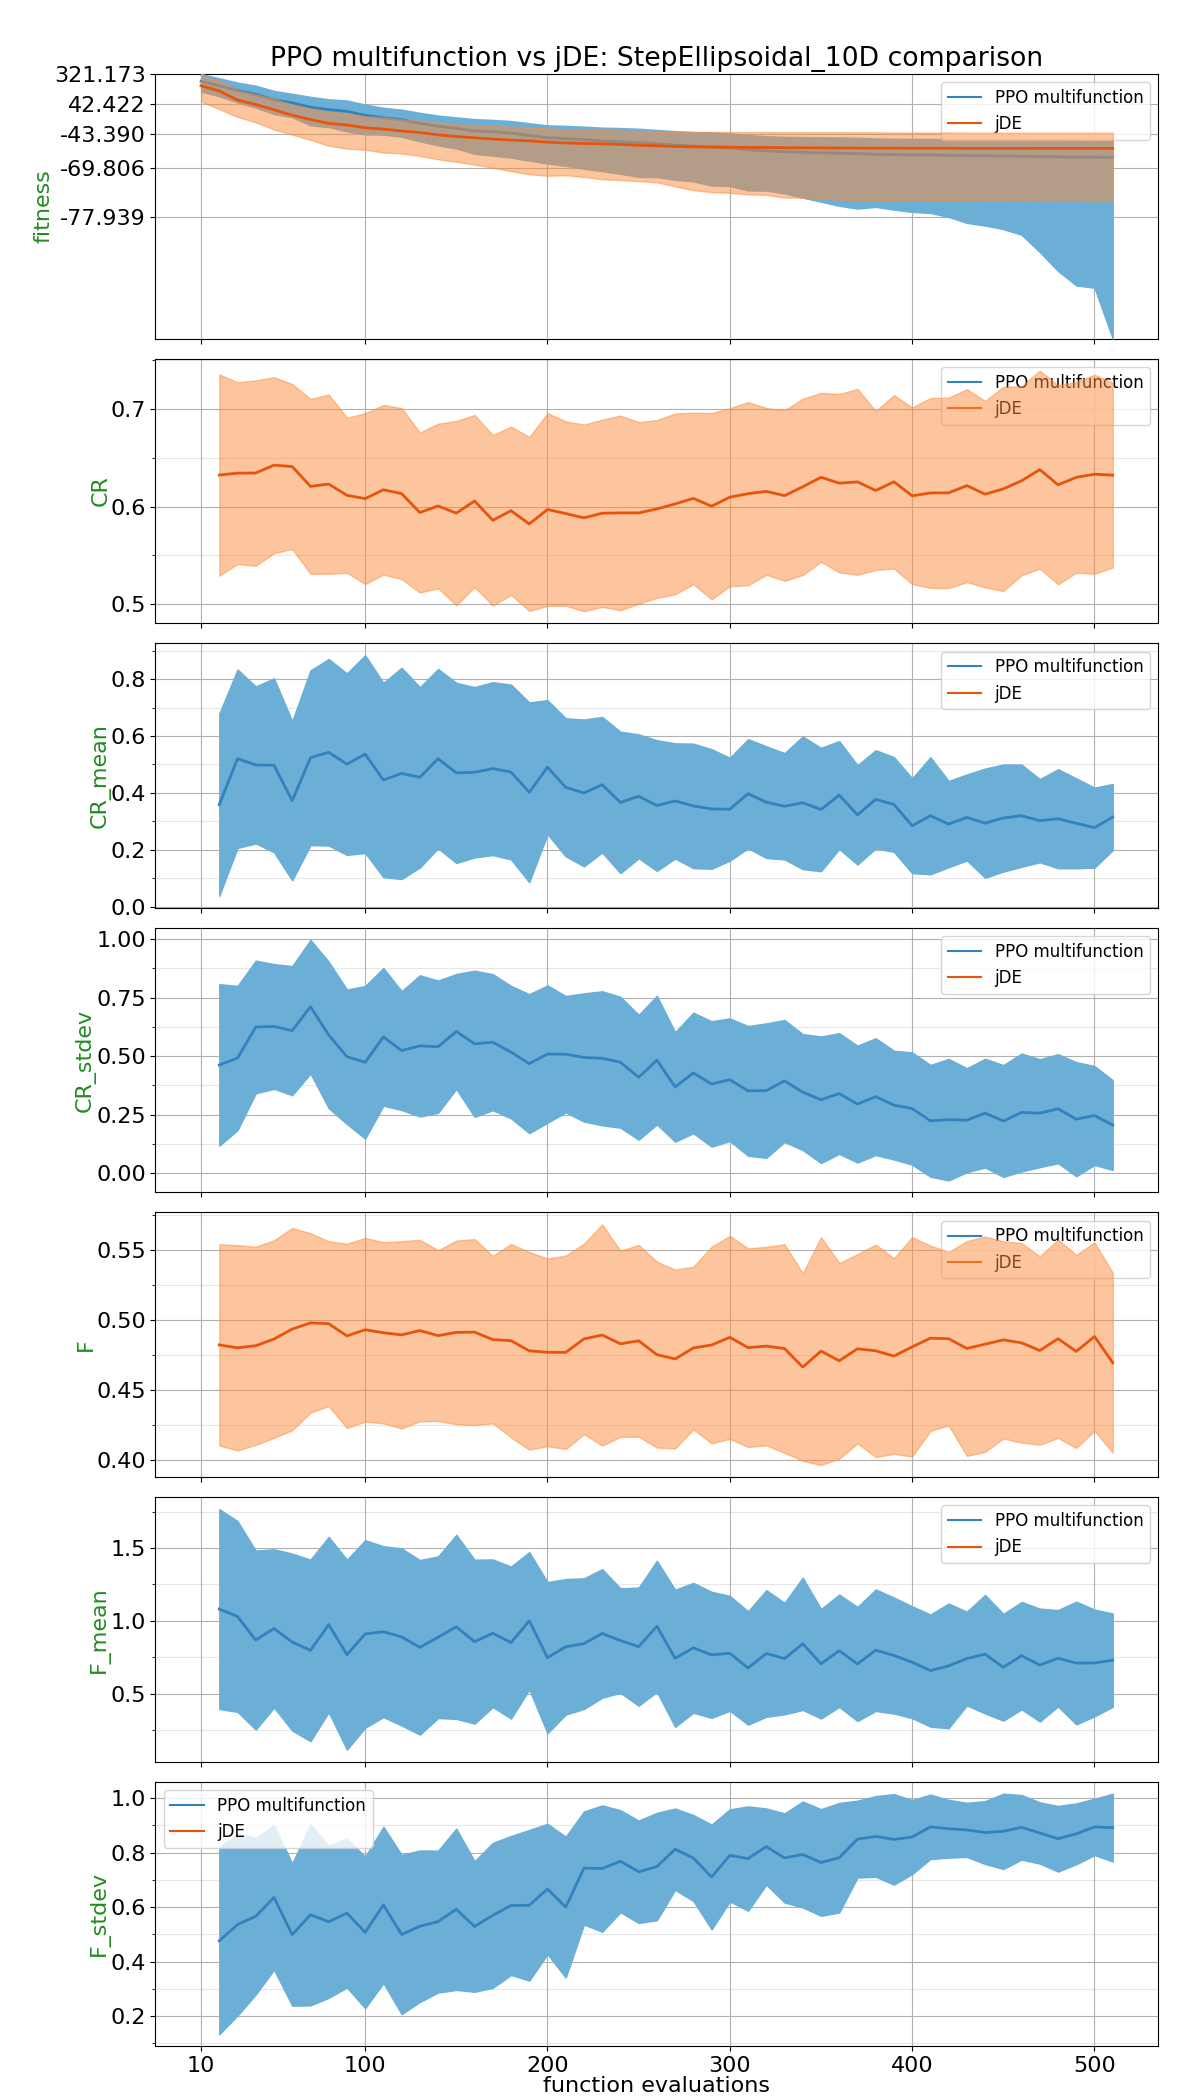 PPO multifunction vs jDE: StepEllipsoidal_10D comparison
321.173
42.422
-43.390
-69.806
-77.939
fitness
PPO multifunction
jDE
0.7
0.6
0.5
CR
PPO multifunction
jDE
0.8
0.6
0.4
0.2
0.0
CR_mean
PPO multifunction
jDE
1.00
0.75
0.50
0.25
0.00
CR_stdev
PPO multifunction
jDE
0.55
0.50
0.45
0.40
F
PPO multifunction
jDE
1.5
1.0
0.5
F_mean
PPO multifunction
jDE
1.0
0.8
0.6
0.4
0.2
F_stdev
PPO multifunction
jDE
10 100 200 300 400 500
function evaluations